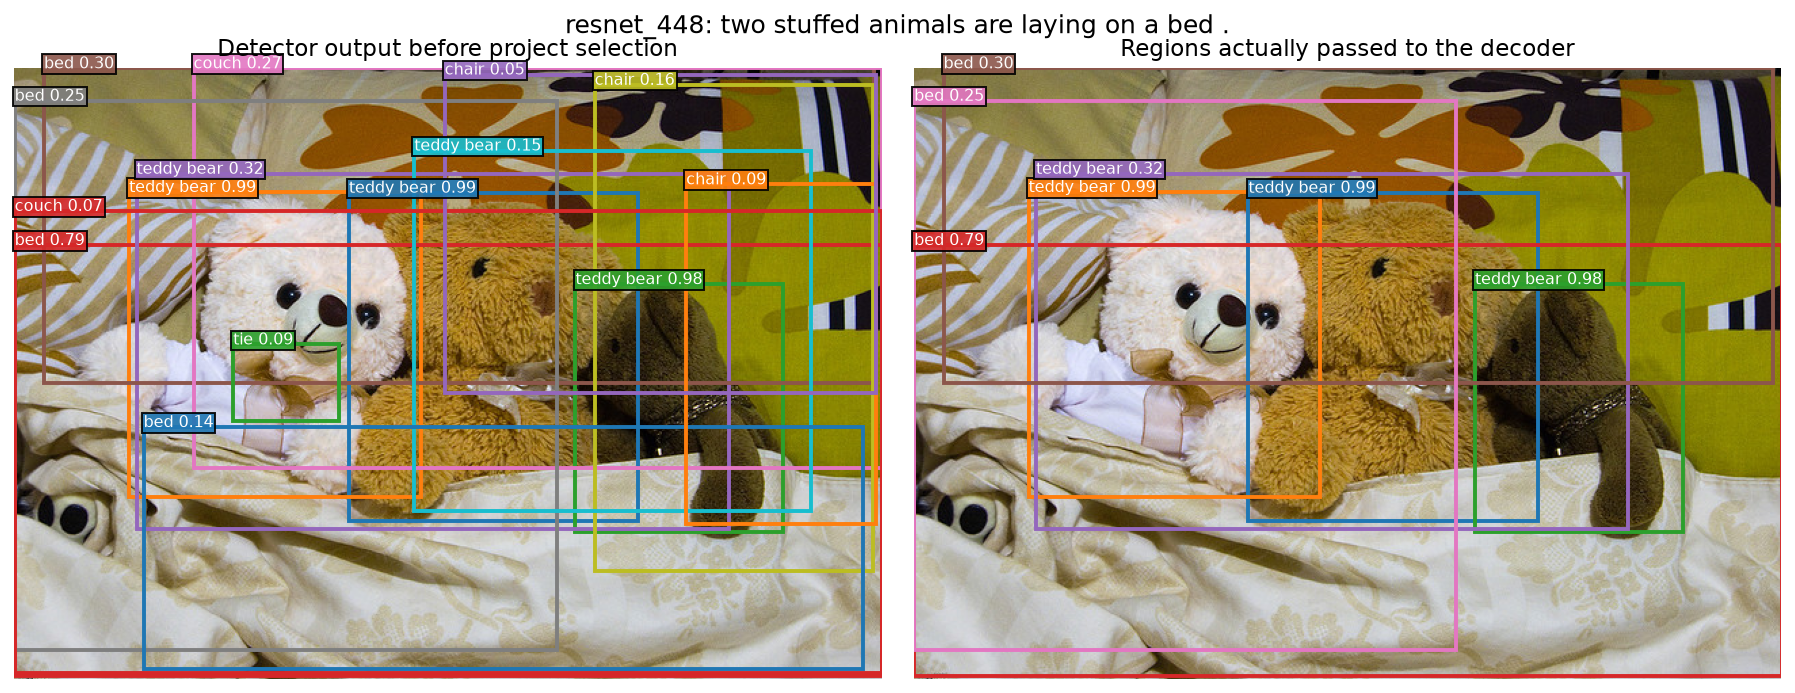 resnet_448: two stuffed animals are laying on a bed .
Detector output before project selection
Regions actually passed to the decoder
bed 0.30
couch 0.27
chair 0.05
chair 0.16
bed 0.25
teddy bear 0.15
teddy bear 0.32
teddy bear 0.99
teddy bear 0.99
chair 0.09
couch 0.07
bed 0.79
teddy bear 0.98
tie 0.09
bed 0.14
bed 0.30
bed 0.25
teddy bear 0.32
teddy bear 0.99
teddy bear 0.99
bed 0.79
teddy bear 0.98